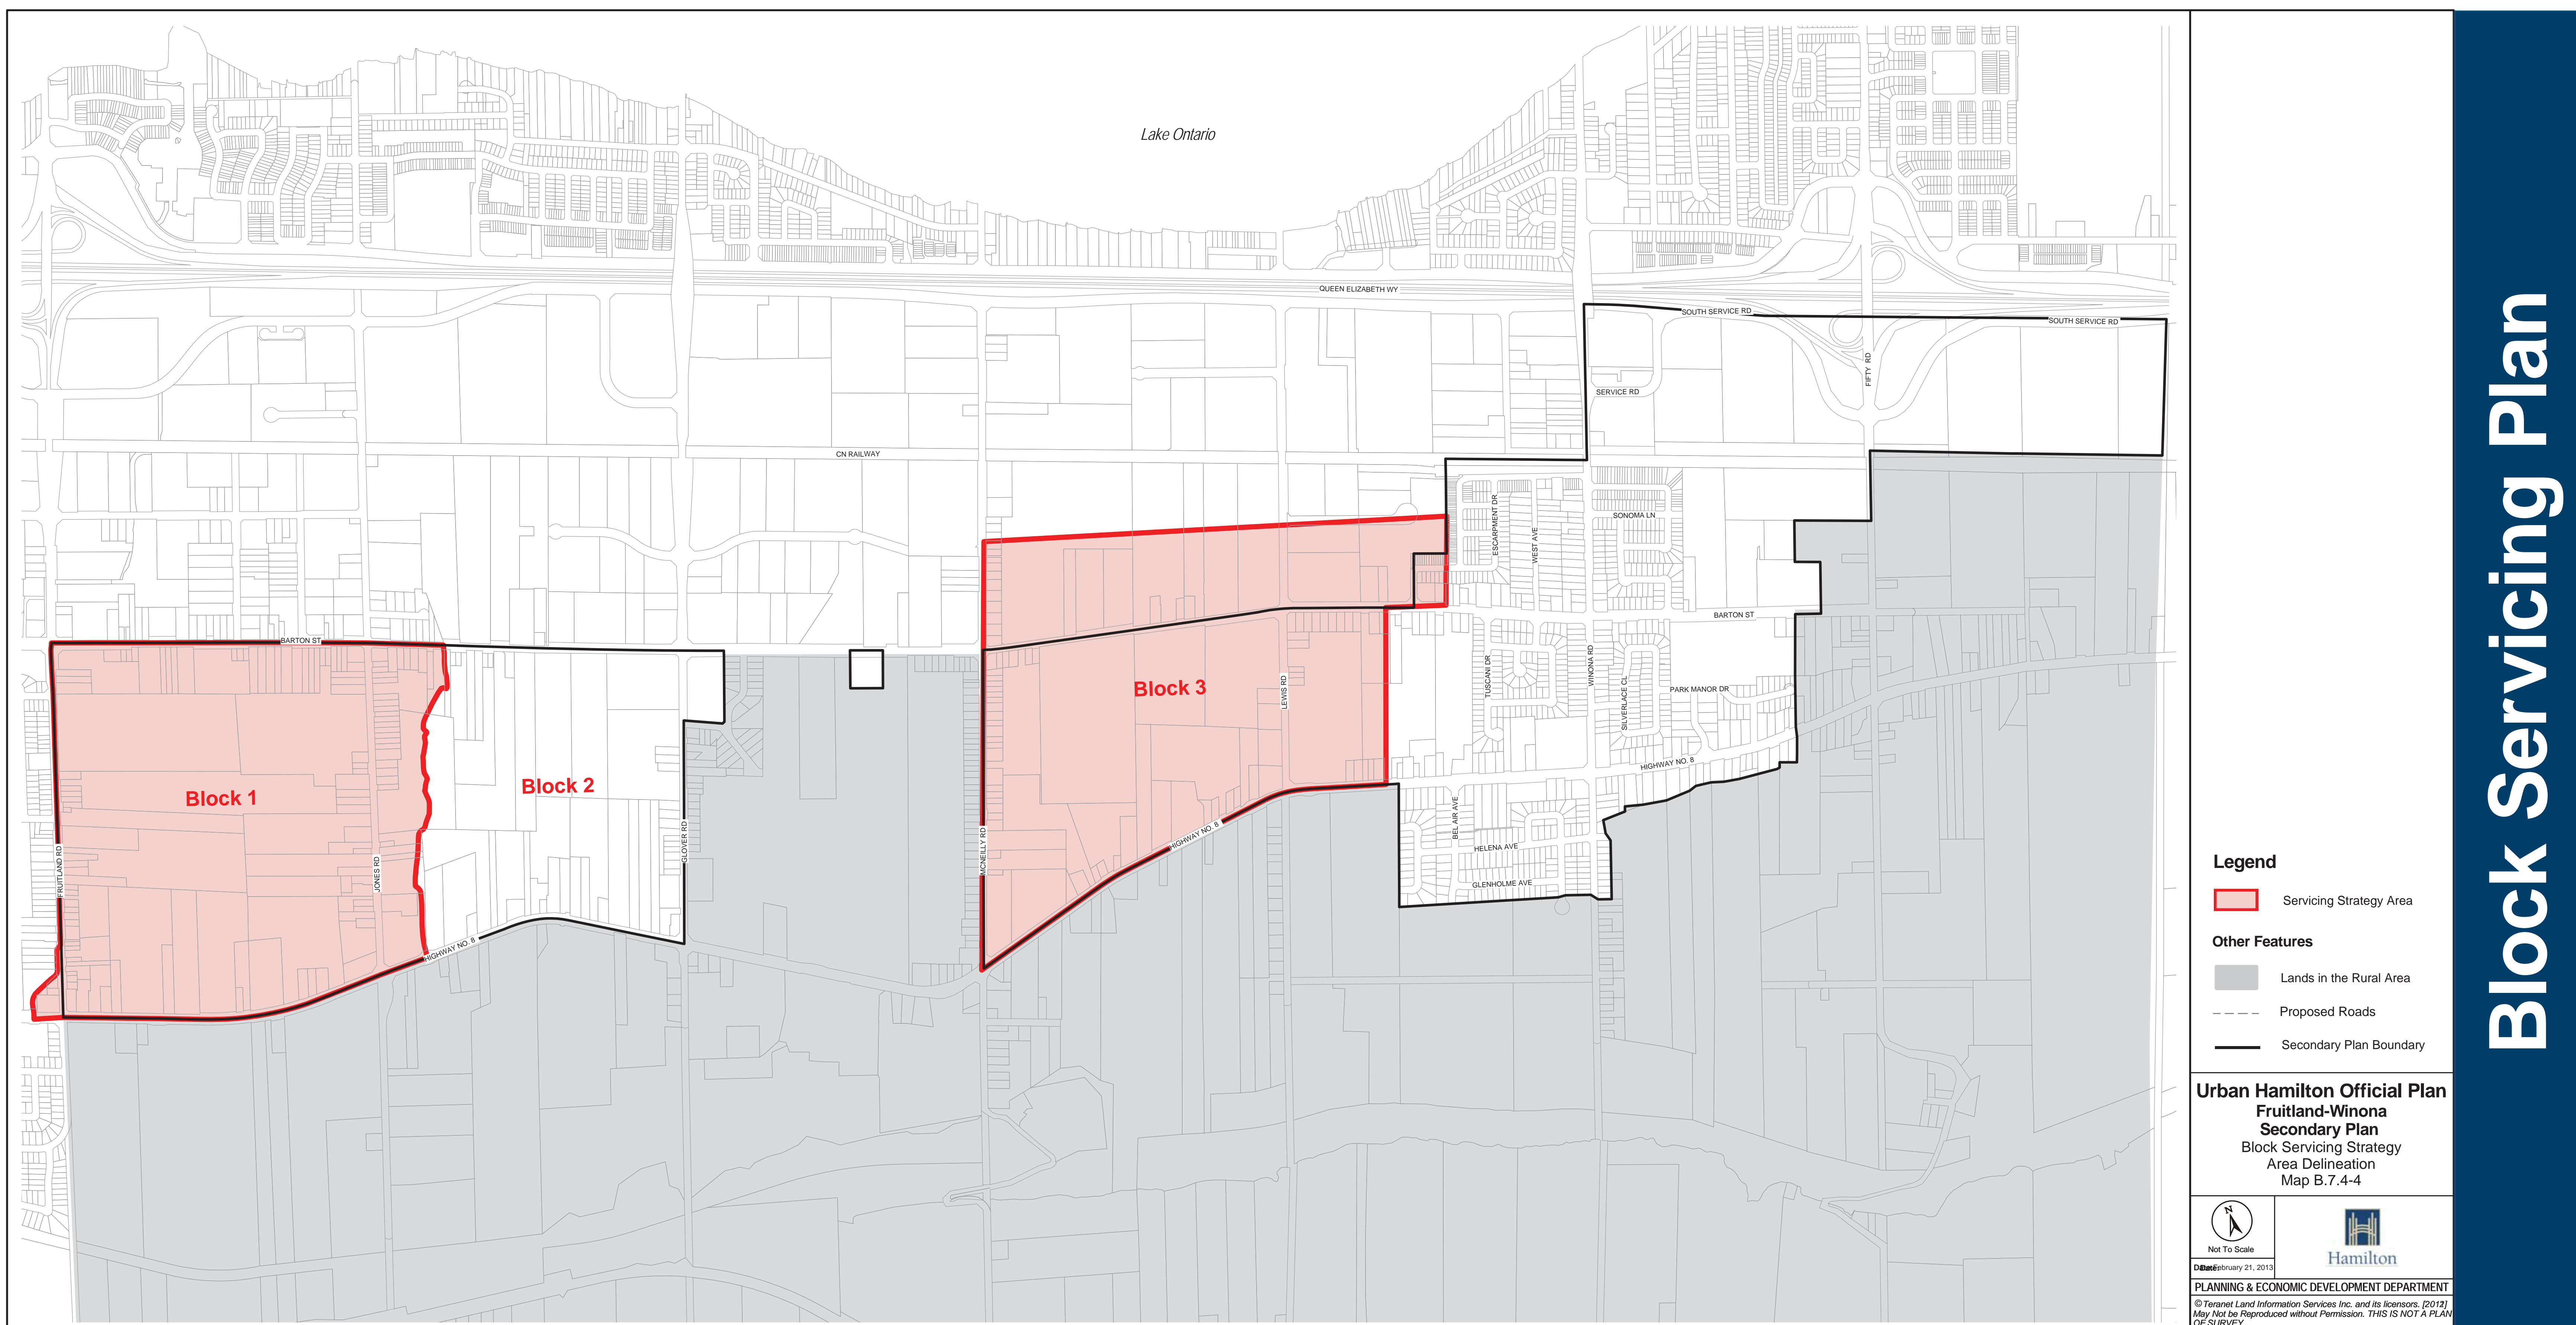 Lake Ontario
QUEEN ELIZABETH WY
SOUTH SERVICE RD
SOUTH SERVICE RD
FIFTY RD
SERVICE RD
CN RAILWAY
ESCARPMENT DR
WEST AVE
SONOMA LN
BARTON ST
BARTON ST
TUSCANI DR
WINONA RD
SILVERLACE CL
PARK MANOR DR
LEWIS RD
Block 3
Block 2
Block 1
HIGHWAY NO. 8
BEL AIR AVE
HELENA AVE
GLENHOLME AVE
HIGHWAY NO. 8
MCNEILLY RD
GLOVER RD
JONES RD
FRUITLAND RD
HIGHWAY NO. 8
Legend
Servicing Strategy Area
Other Features
Lands in the Rural Area
Proposed Roads
Secondary Plan Boundary
Urban Hamilton Official Plan
Fruitland-Winona
Secondary Plan
Block Servicing Strategy
Area Delineation
Map B.7.4-4
N
Not To Scale
Hamilton
February 21, 2013
PLANNING & ECONOMIC DEVELOPMENT DEPARTMENT
© Teranet Land Information Services Inc. and its licensors. [2012]
May Not be Reproduced without Permission. THIS IS NOT A PLAN
OF SURVEY
Block Servicing Plan